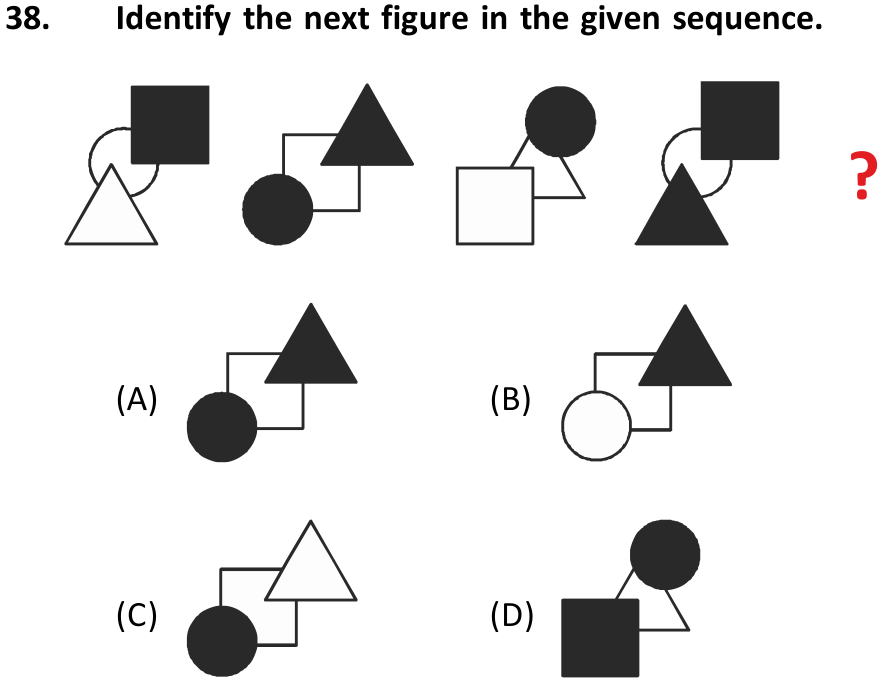 38. Identify the next figure in the given sequence.
?
(A)
(B)
(C)
(D)